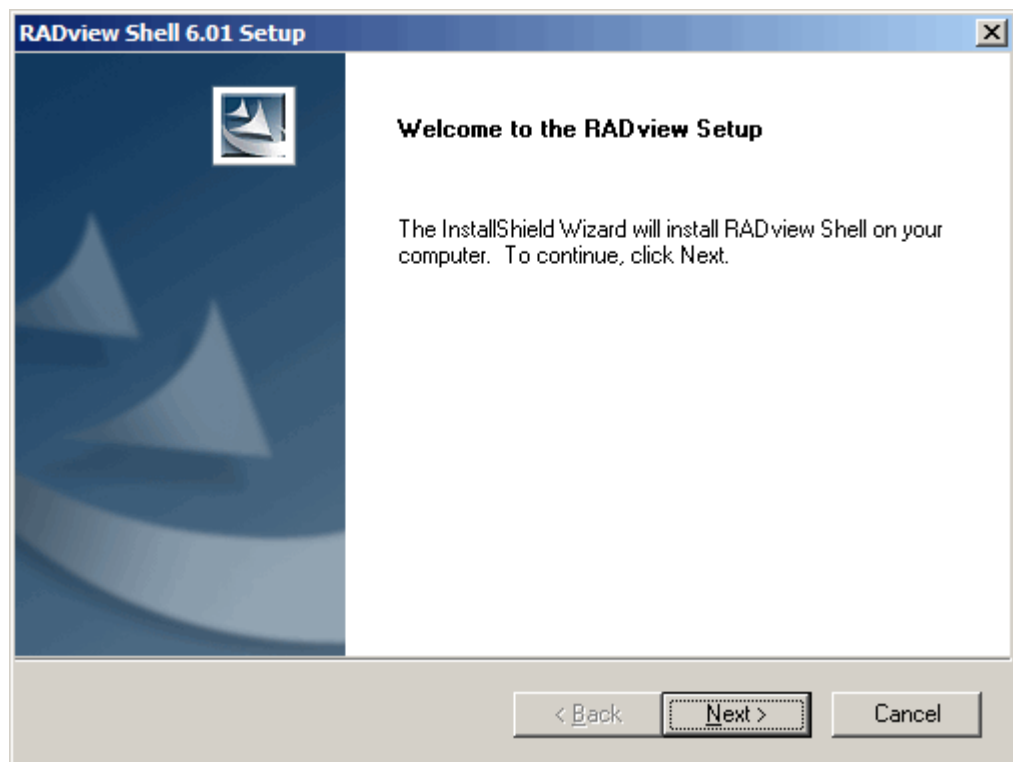 RADview Shell 6.01 Setup
Welcome to the RADview Setup
The InstallShield Wizard will install RADview Shell on your
computer.  To continue, click Next.
< Back
Next >
Cancel